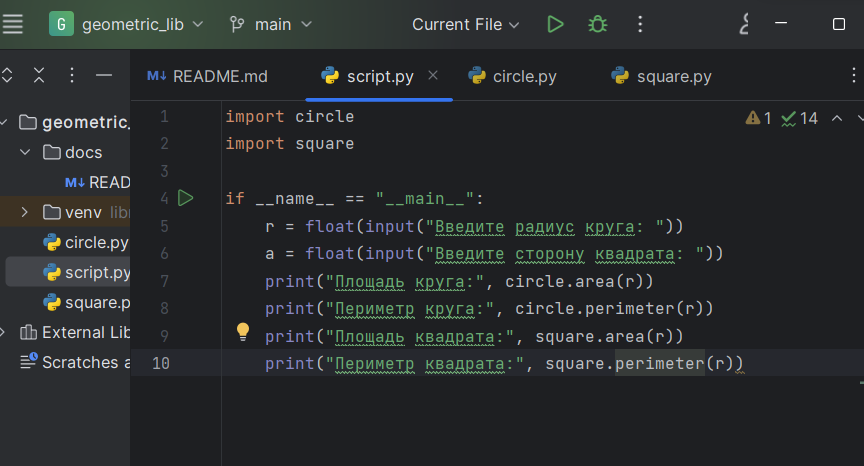 G geometric_lib main Current File
README.md script.py circle.py square.py
geometric_
docs
READ
venv lib
circle.py
script.py
square.p
External Lib
Scratches a
1 import circle
2 import square
3
4 if __name__ == "__main__":
5 r = float(input("Введите радиус круга: "))
6 a = float(input("Введите сторону квадрата: "))
7 print("Площадь круга:", circle.area(r))
8 print("Периметр круга:", circle.perimeter(r))
9 print("Площадь квадрата:", square.area(r))
10 print("Периметр квадрата:", square.perimeter(r))
1 14